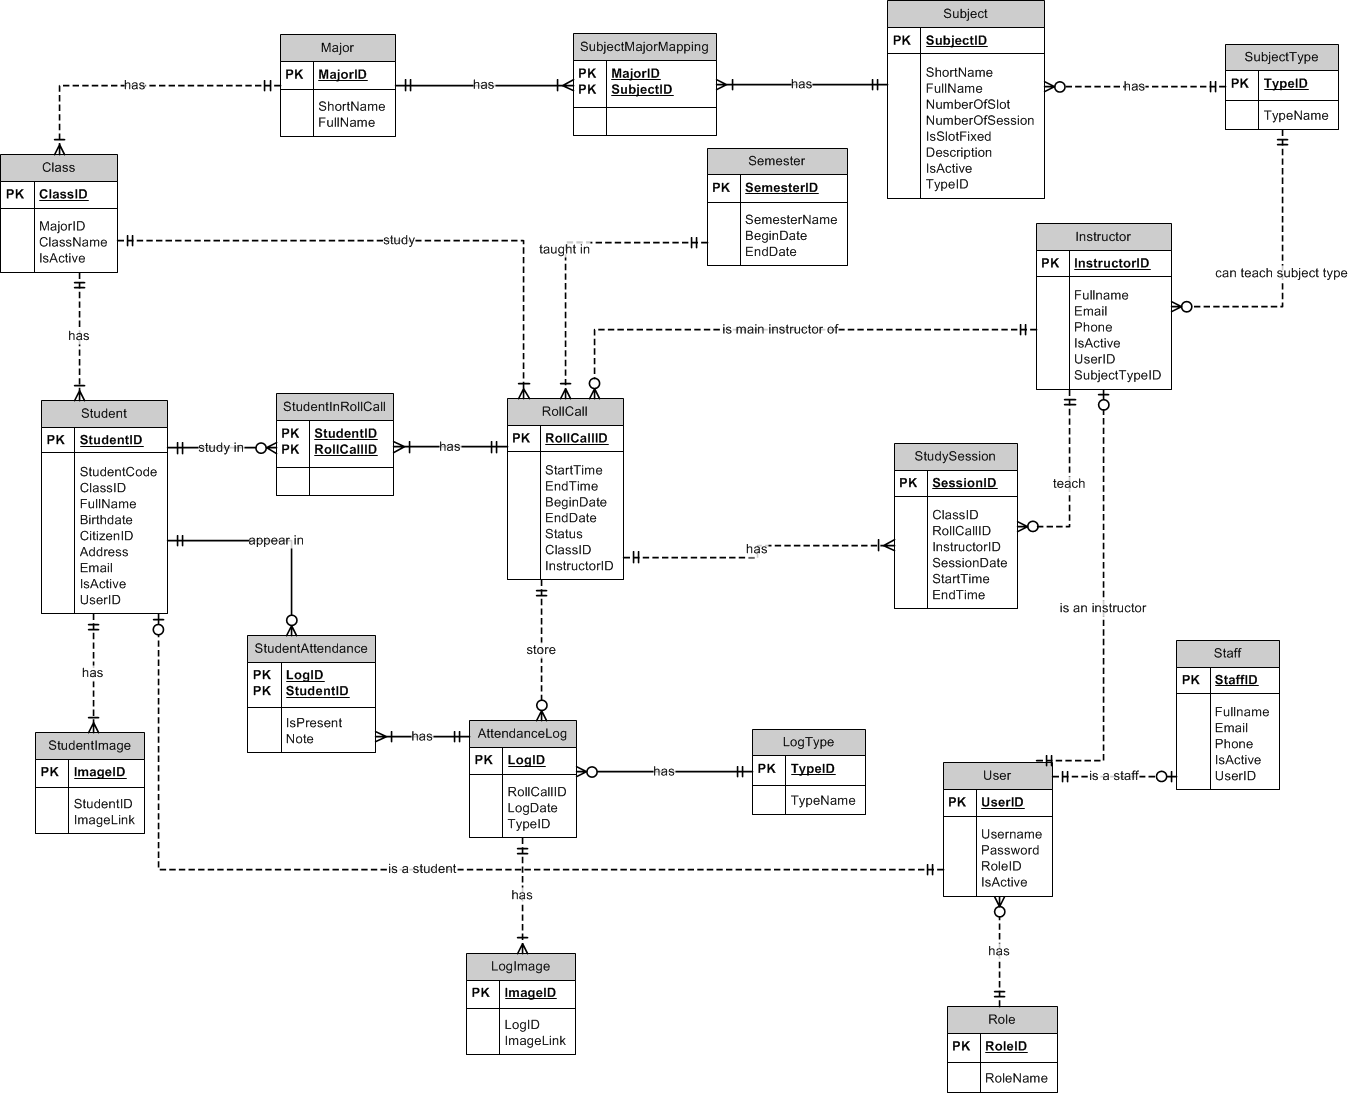 Subject
PK SubjectID
ShortName
FullName
NumberOfSlot
NumberOfSession
IsSlotFixed
Description
IsActive
TypeID
Major
PK MajorID
ShortName
FullName
SubjectMajorMapping
PK MajorID
PK SubjectID
SubjectType
PK TypeID
TypeName
has
has
has
has
Class
PK ClassID
MajorID
ClassName
IsActive
Semester
PK SemesterID
SemesterName
BeginDate
EndDate
Instructor
PK InstructorID
Fullname
Email
Phone
IsActive
UserID
SubjectTypeID
study
taught in
can teach subject type
is main instructor of
has
Student
PK StudentID
StudentCode
ClassID
FullName
Birthdate
CitizenID
Address
Email
IsActive
UserID
StudentInRollCall
PK StudentID
PK RollCallID
RollCall
PK RollCallID
StartTime
EndTime
BeginDate
EndDate
Status
ClassID
InstructorID
StudySession
PK SessionID
ClassID
RollCallID
InstructorID
SessionDate
StartTime
EndTime
study in
has
teach
appear in
has
is an instructor
store
has
StudentAttendance
PK LogID
PK StudentID
IsPresent
Note
Staff
PK StaffID
Fullname
Email
Phone
IsActive
UserID
StudentImage
PK ImageID
StudentID
ImageLink
AttendanceLog
PK LogID
RollCallID
LogDate
TypeID
LogType
PK TypeID
TypeName
User
PK UserID
Username
Password
RoleID
IsActive
has
has
is a staff
is a student
has
has
LogImage
PK ImageID
LogID
ImageLink
Role
PK RoleID
RoleName